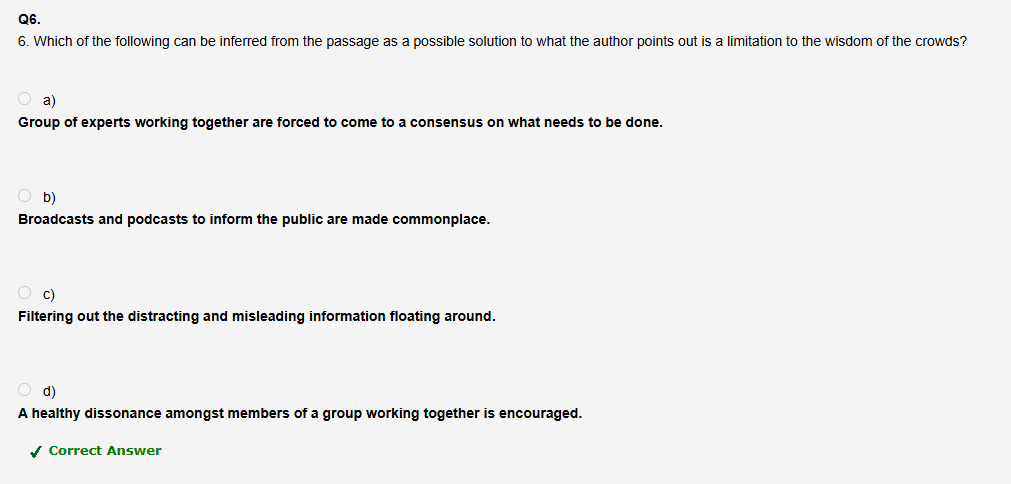 Q6.
6. Which of the following can be inferred from the passage as a possible solution to what the author points out is a limitation to the wisdom of the crowds?
a)
Group of experts working together are forced to come to a consensus on what needs to be done.
b)
Broadcasts and podcasts to inform the public are made commonplace.
c)
Filtering out the distracting and misleading information floating around.
d)
A healthy dissonance amongst members of a group working together is encouraged.
✓ Correct Answer